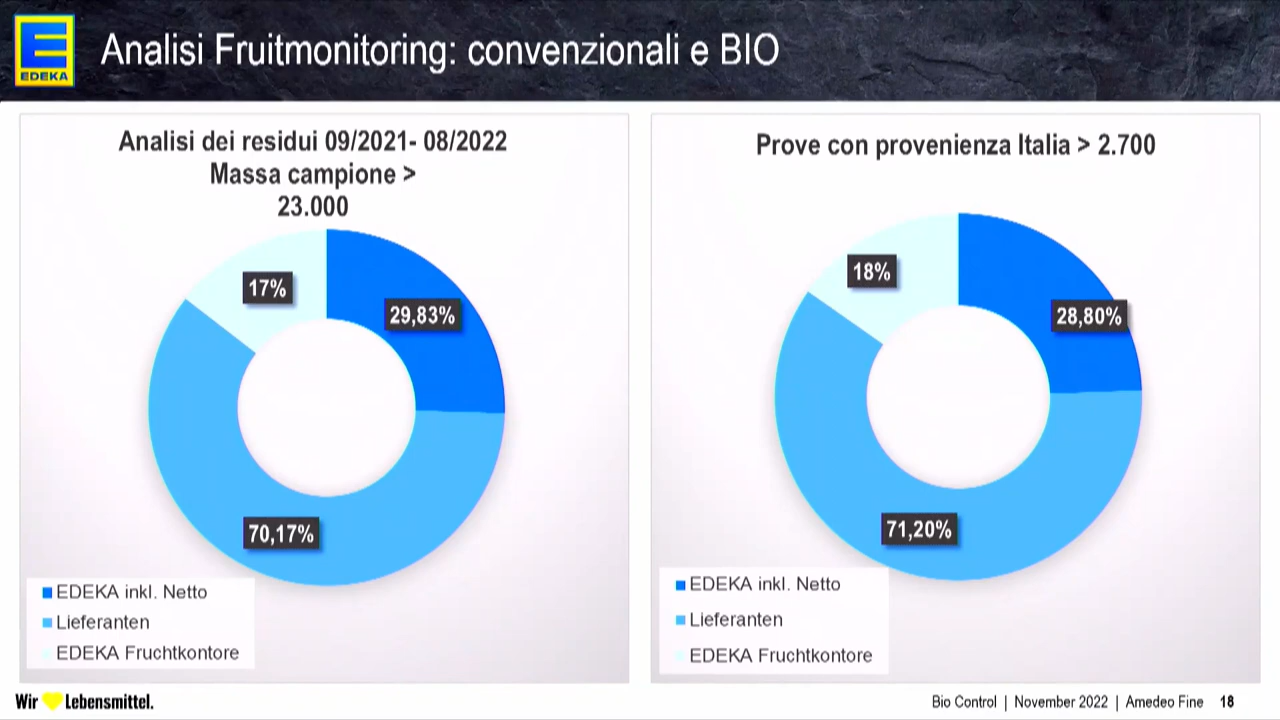 EDEKA
Analisi Fruitmonitoring: convenzionali e BIO
Analisi dei residui 09/2021- 08/2022
Massa campione >
23.000
17%
29,83%
70,17%
EDEKA inkl. Netto
Lieferanten
EDEKA Fruchtkontore
Prove con provenienza Italia > 2.700
18%
28,80%
71,20%
EDEKA inkl. Netto
Lieferanten
EDEKA Fruchtkontore
Wir Lebensmittel.
Bio Control | November 2022 | Amedeo Fine 18